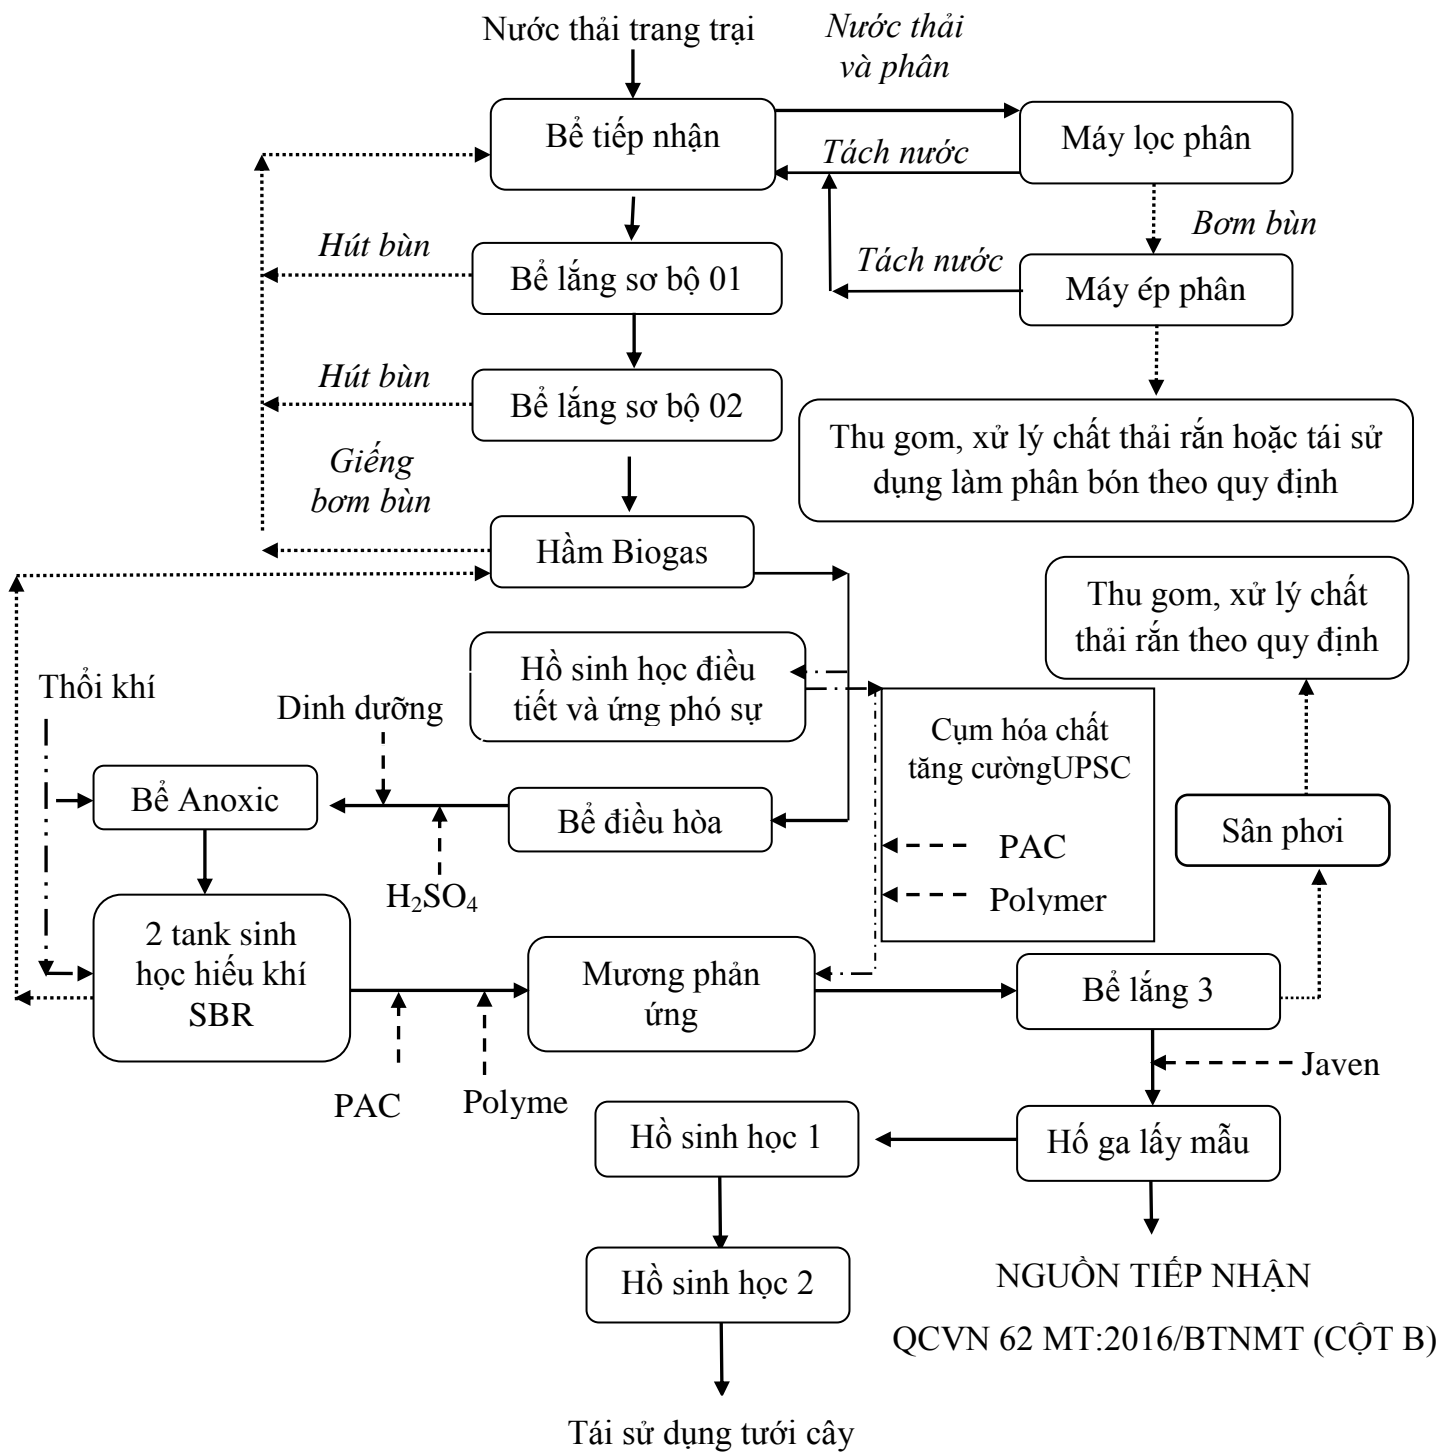 Nước thải trang trại
Nước thải
và phân
Bể tiếp nhận
Máy lọc phân
Tách nước
Bơm bùn
Hút bùn
Bể lắng sơ bộ 01
Tách nước
Máy ép phân
Hút bùn
Bể lắng sơ bộ 02
Thu gom, xử lý chất thải rắn hoặc tái sử
dụng làm phân bón theo quy định
Giếng
bơm bùn
Hầm Biogas
Thu gom, xử lý chất
thải rắn theo quy định
Hồ sinh học điều
tiết và ứng phó sự
Thổi khí
Dinh dưỡng
Cụm hóa chất
tăng cườngUPSC
PAC
Polymer
Bể Anoxic
Bể điều hòa
Sân phơi
H₂SO₄
2 tank sinh
học hiếu khí
SBR
Mương phản
ứng
Bể lắng 3
PAC
Polyme
Javen
Hồ sinh học 1
Hố ga lấy mẫu
Hồ sinh học 2
NGUỒN TIẾP NHẬN
QCVN 62 MT:2016/BTNMT (CỘT B)
Tái sử dụng tưới cây